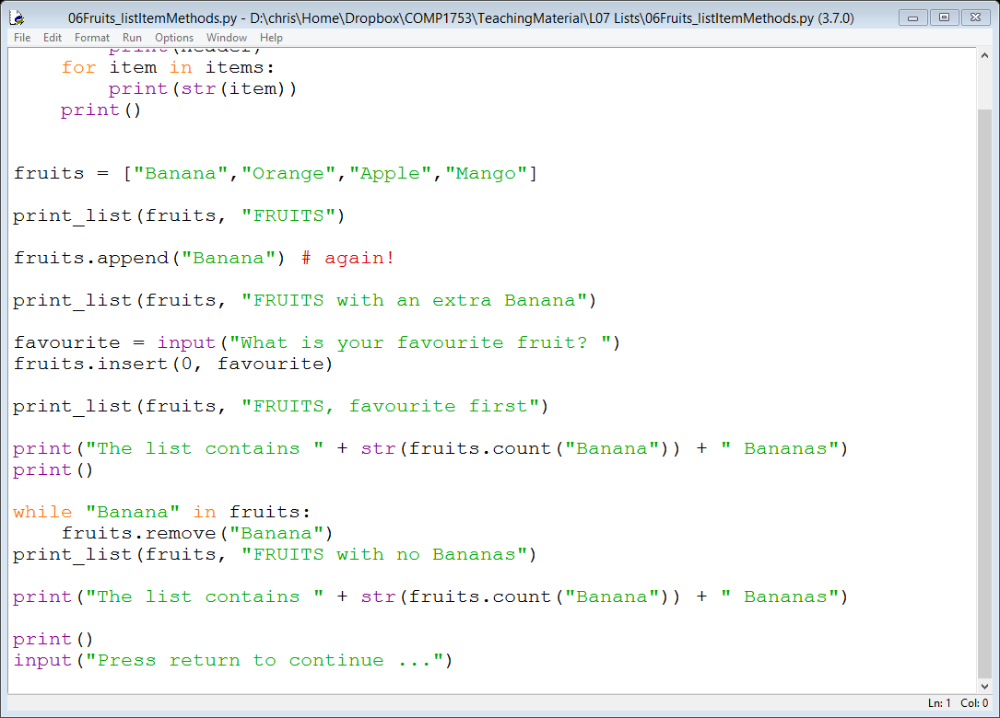 06Fruits_listItemMethods.py - D:\chris\Home\Dropbox\COMP1753\TeachingMaterial\L07 Lists\06Fruits_listItemMethods.py (3.7.0)
File Edit Format Run Options Window Help
print(header)
    for item in items:
        print(str(item))
    print()
fruits = ["Banana","Orange","Apple","Mango"]
print_list(fruits, "FRUITS")
fruits.append("Banana") # again!
print_list(fruits, "FRUITS with an extra Banana")
favourite = input("What is your favourite fruit? ")
fruits.insert(0, favourite)
print_list(fruits, "FRUITS, favourite first")
print("The list contains " + str(fruits.count("Banana")) + " Bananas")
print()
while "Banana" in fruits:
    fruits.remove("Banana")
print_list(fruits, "FRUITS with no Bananas")
print("The list contains " + str(fruits.count("Banana")) + " Bananas")
print()
input("Press return to continue ...")
Ln: 1 Col: 0